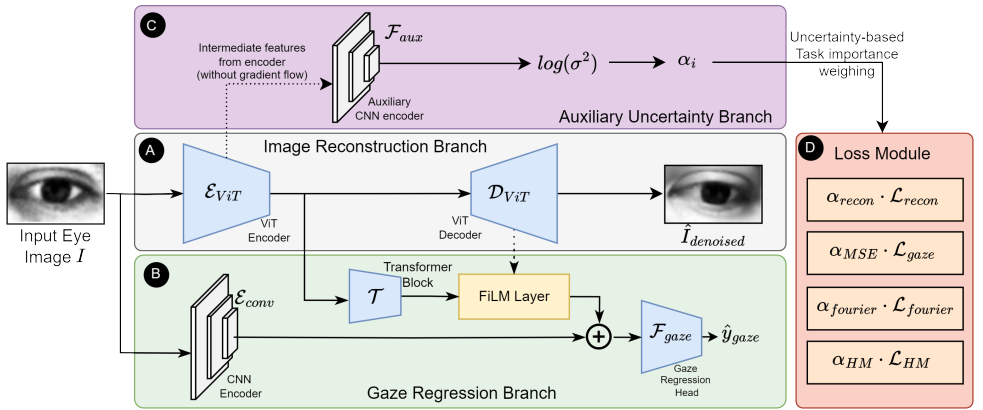 C
Intermediate features
from encoder
(without gradient flow)
Auxiliary
CNN encoder
𝓕_aux
log(σ²)
α_i
Auxiliary Uncertainty Branch
Uncertainty-based
Task importance
weighing
A
Image Reconstruction Branch
𝓔_ViT
ViT
Encoder
𝓓_ViT
ViT
Decoder
Î_denoised
Input Eye
Image I
B
𝓔_conv
CNN
Encoder
Transformer
Block
𝓣
FiLM Layer
+
𝓕_gaze
Gaze
Regression
Head
ŷ_gaze
Gaze Regression Branch
D
Loss Module
α_recon · 𝓛_recon
α_MSE · 𝓛_gaze
α_fourier · 𝓛_fourier
α_HM · 𝓛_HM